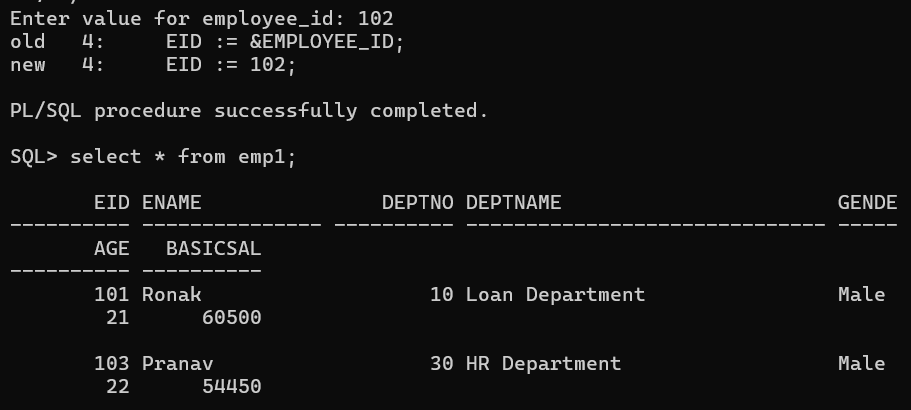 Enter value for employee_id: 102
old   4:     EID := &EMPLOYEE_ID;
new   4:     EID := 102;
PL/SQL procedure successfully completed.
SQL> select * from emp1;
       EID ENAME               DEPTNO DEPTNAME                       GENDE
---------- --------------- ---------- ------------------------------ -----
       AGE   BASICSAL
---------- ----------
       101 Ronak                   10 Loan Department                Male
        21      60500
       103 Pranav                  30 HR Department                  Male
        22      54450